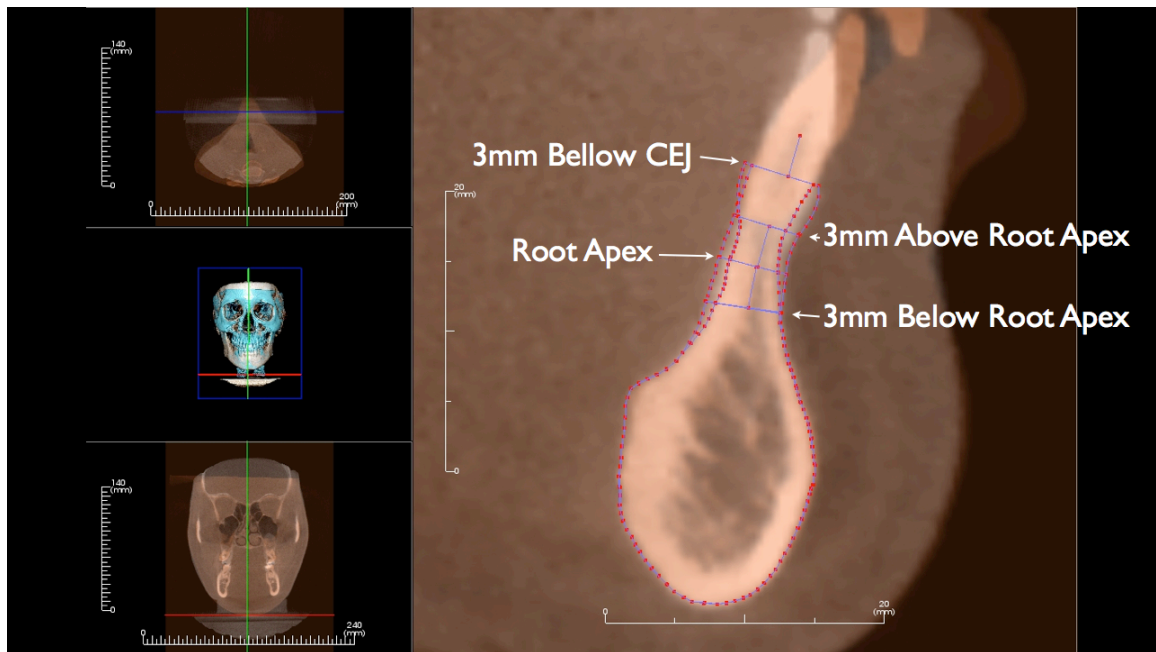 140
(mm)
0
0
200
(mm)
140
(mm)
0
0
240
(mm)
3mm Bellow CEJ
20
(mm)
Root Apex
3mm Above Root Apex
3mm Below Root Apex
0
0
20
(mm)